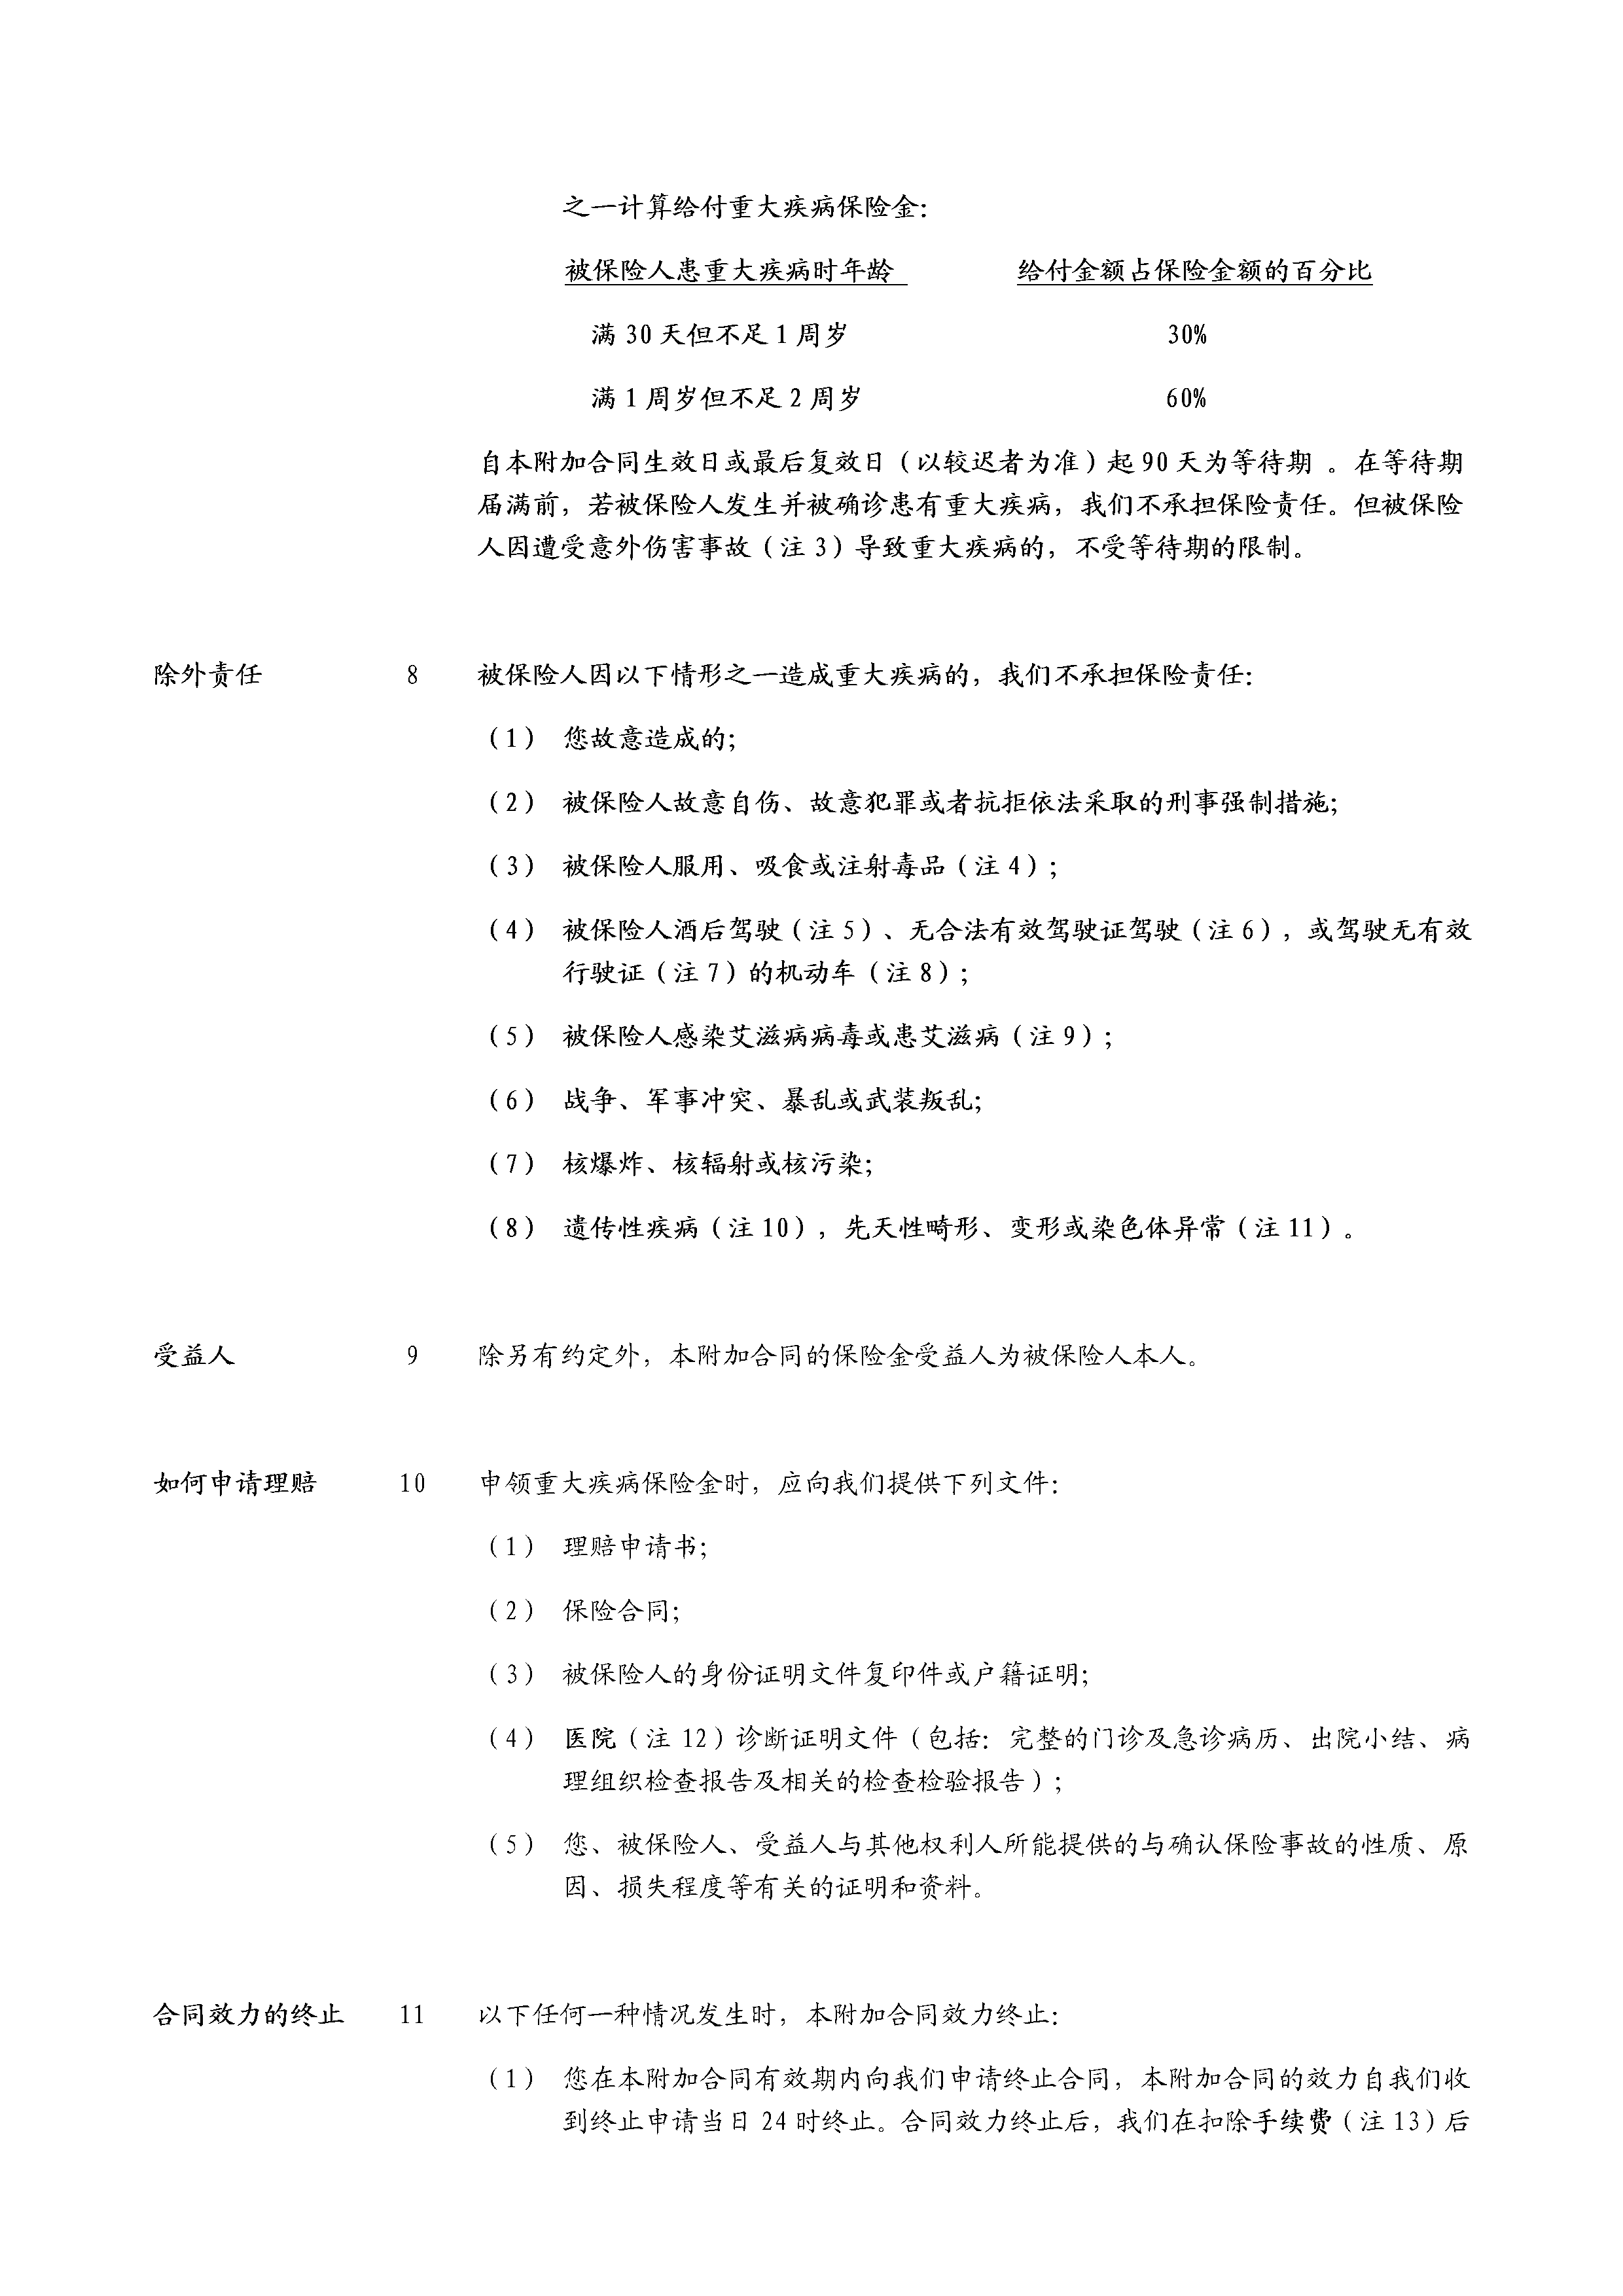 之一计算给付重大疾病保险金：
被保险人患重大疾病时年龄 给付金额占保险金额的百分比
满 30 天但不足 1 周岁 30%
满 1 周岁但不足 2 周岁 60%
自本附加合同生效日或最后复效日（以较迟者为准）起 90 天为等待期 。在等待期
届满前，若被保险人发生并被确诊患有重大疾病，我们不承担保险责任。但被保险
人因遭受意外伤害事故（注 3）导致重大疾病的，不受等待期的限制。
除外责任 8 被保险人因以下情形之一造成重大疾病的，我们不承担保险责任：
（1） 您故意造成的；
（2） 被保险人故意自伤、故意犯罪或者抗拒依法采取的刑事强制措施；
（3） 被保险人服用、吸食或注射毒品（注 4）；
（4） 被保险人酒后驾驶（注 5）、无合法有效驾驶证驾驶（注 6），或驾驶无有效
行驶证（注 7）的机动车（注 8）；
（5） 被保险人感染艾滋病病毒或患艾滋病（注 9）；
（6） 战争、军事冲突、暴乱或武装叛乱；
（7） 核爆炸、核辐射或核污染；
（8） 遗传性疾病（注 10），先天性畸形、变形或染色体异常（注 11）。
受益人 9 除另有约定外，本附加合同的保险金受益人为被保险人本人。
如何申请理赔 10 申领重大疾病保险金时，应向我们提供下列文件：
（1） 理赔申请书；
（2） 保险合同；
（3） 被保险人的身份证明文件复印件或户籍证明；
（4） 医院（注 12）诊断证明文件（包括：完整的门诊及急诊病历、出院小结、病
理组织检查报告及相关的检查检验报告）；
（5） 您、被保险人、受益人与其他权利人所能提供的与确认保险事故的性质、原
因、损失程度等有关的证明和资料。
合同效力的终止 11 以下任何一种情况发生时，本附加合同效力终止：
（1） 您在本附加合同有效期内向我们申请终止合同，本附加合同的效力自我们收
到终止申请当日 24 时终止。合同效力终止后，我们在扣除手续费（注 13）后